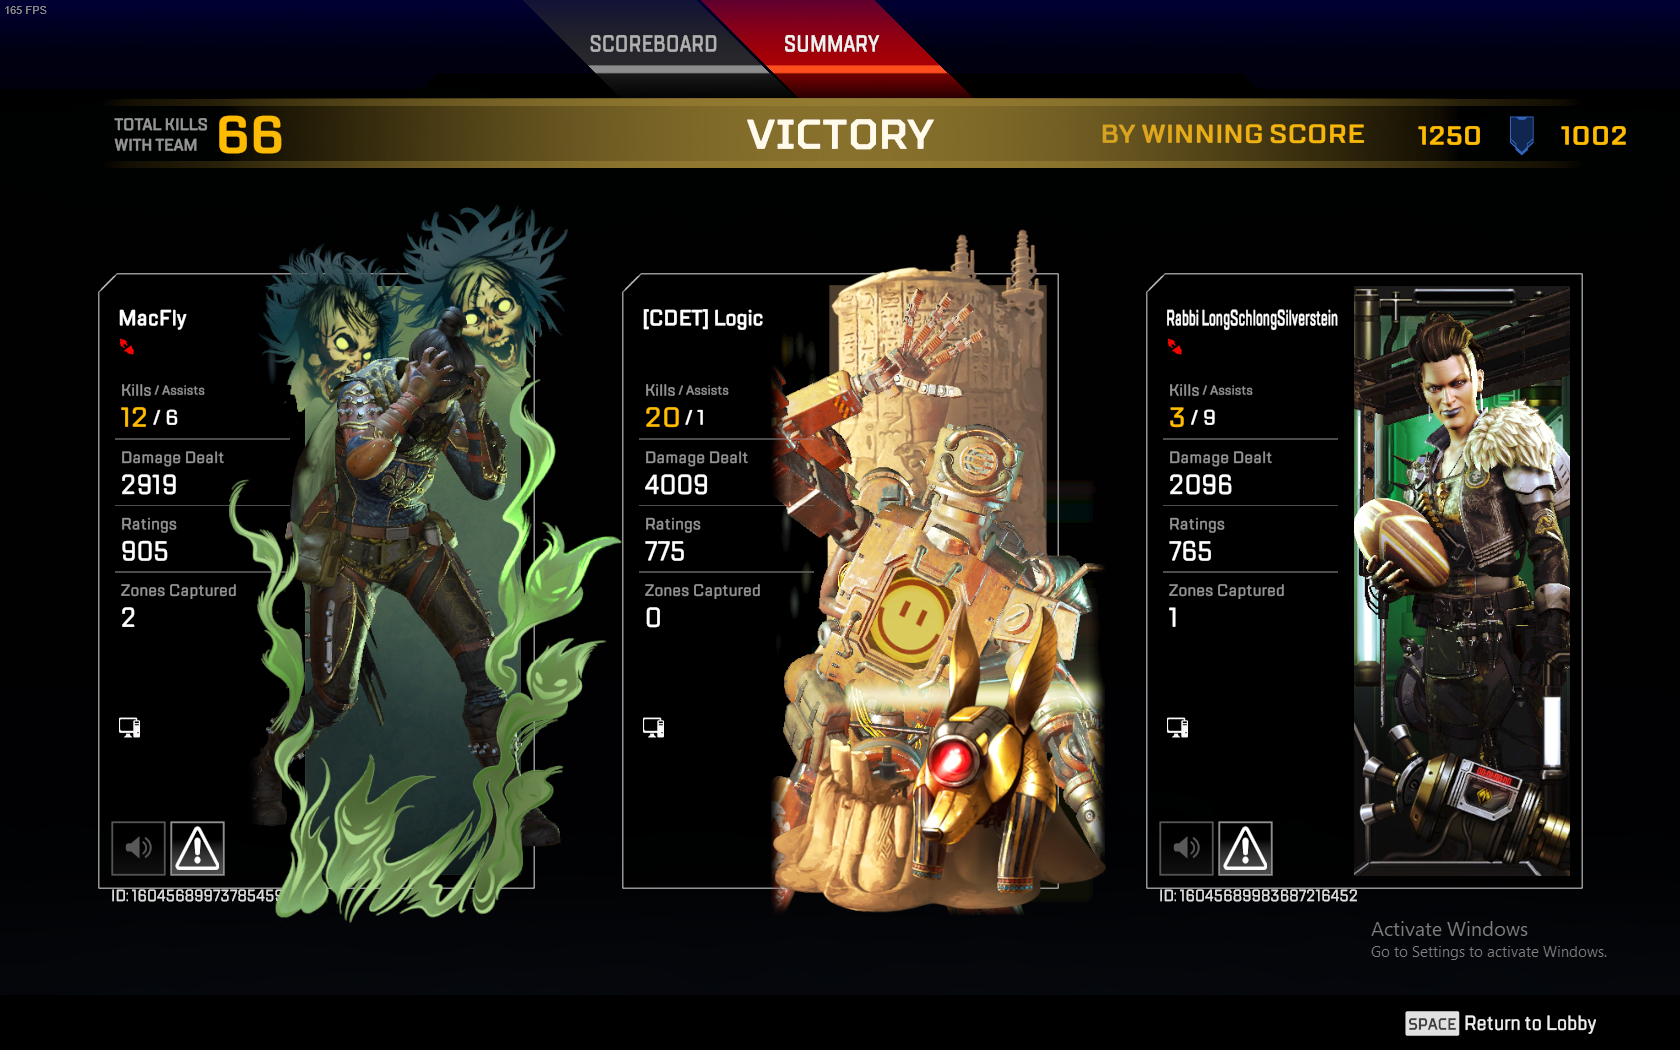 165 FPS
SCOREBOARD
SUMMARY
TOTAL KILLS
WITH TEAM
66
VICTORY
BY WINNING SCORE
1250
1002
MacFly
Kills / Assists
12 / 6
Damage Dealt
2919
Ratings
905
Zones Captured
2
ID: 1604568997378545
[CDET] Logic
Kills / Assists
20 / 1
Damage Dealt
4009
Ratings
775
Zones Captured
0
Rabbi LongSchlongSilverstein
Kills / Assists
3 / 9
Damage Dealt
2096
Ratings
765
Zones Captured
1
ID: 16045689983687216452
Activate Windows
Go to Settings to activate Windows.
SPACE Return to Lobby